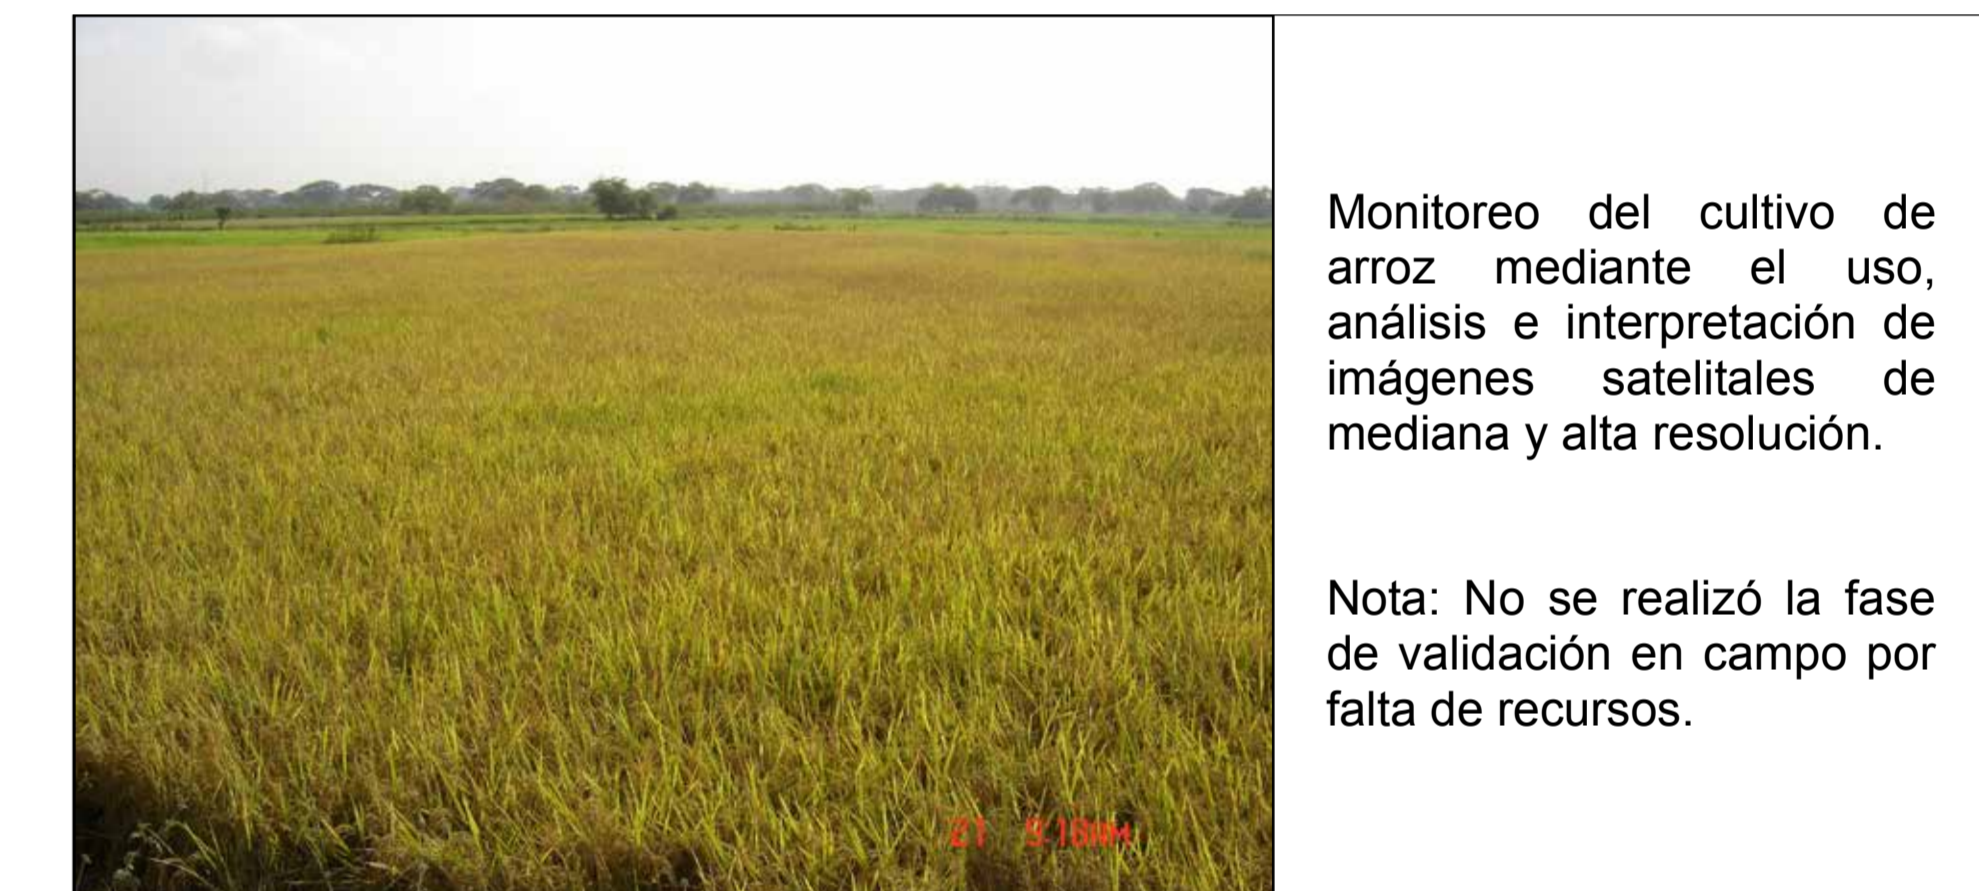 Monitoreo del cultivo de
arroz mediante el uso,
análisis e interpretación de
imágenes satelitales de
mediana y alta resolución.
Nota: No se realizó la fase
de validación en campo por
falta de recursos.
21 9:18AM